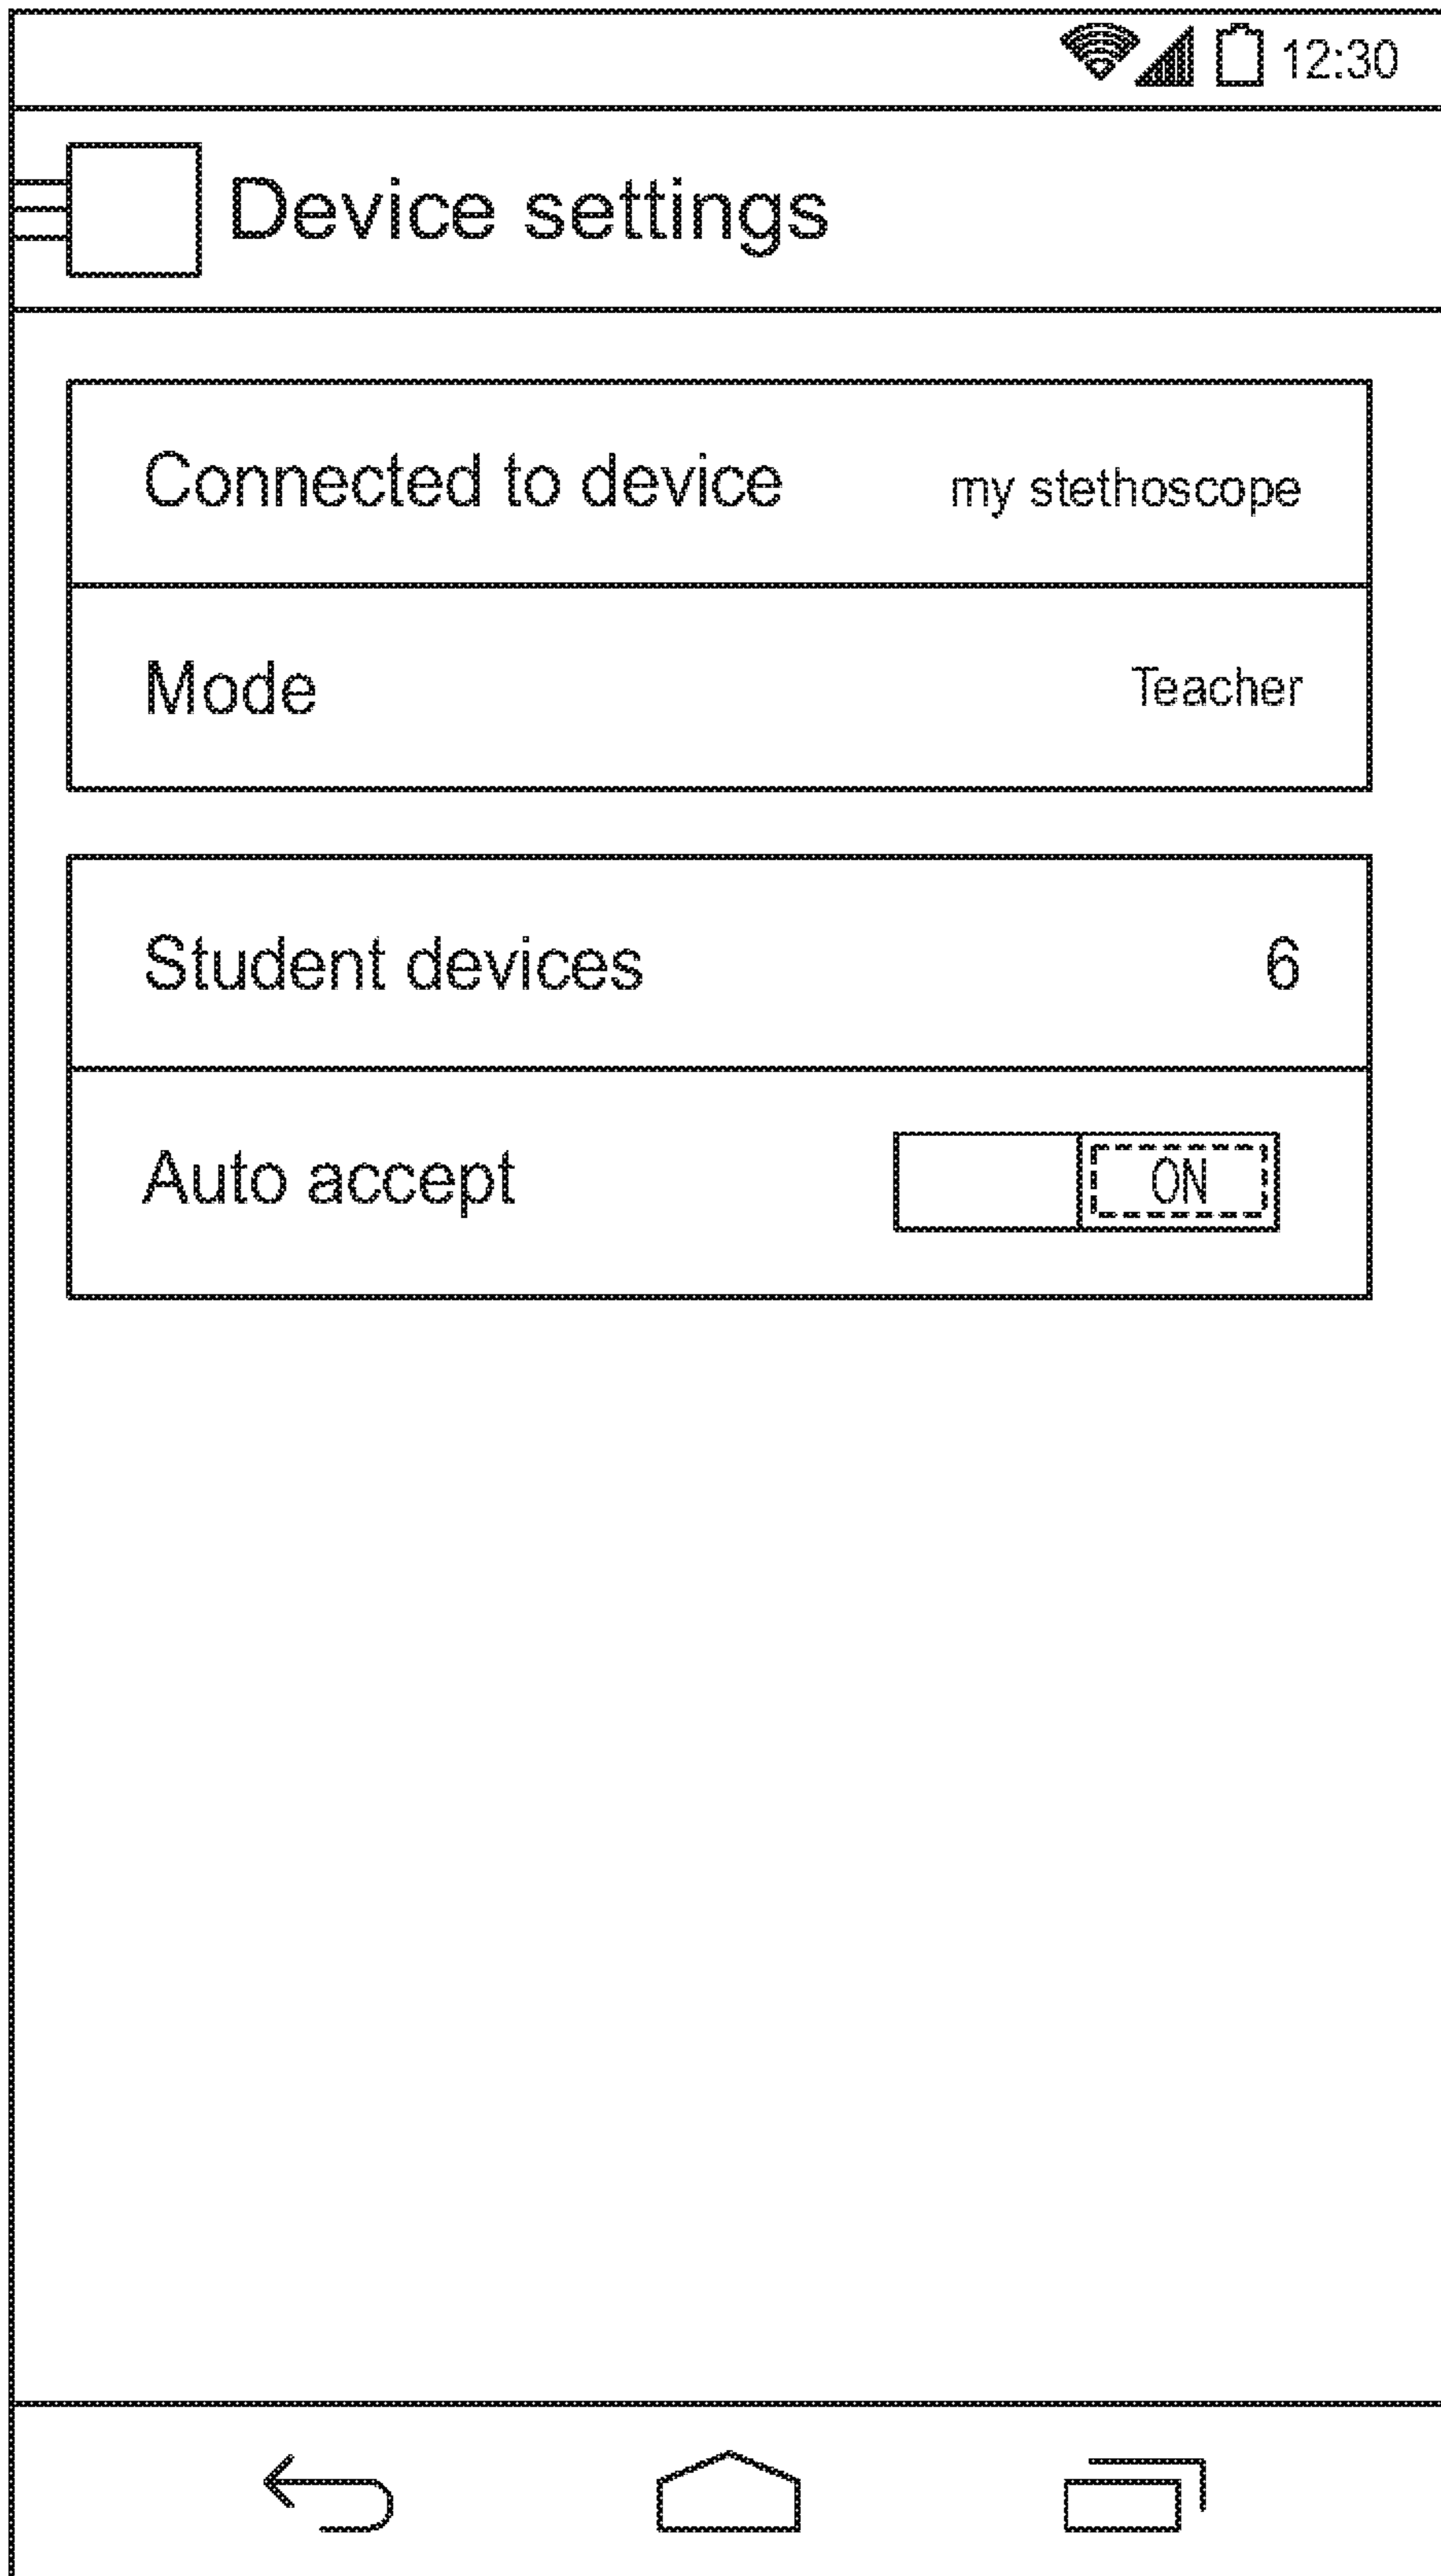 12:30
Device settings
Connected to device my stethoscope
Mode Teacher
Student devices 6
Auto accept ON